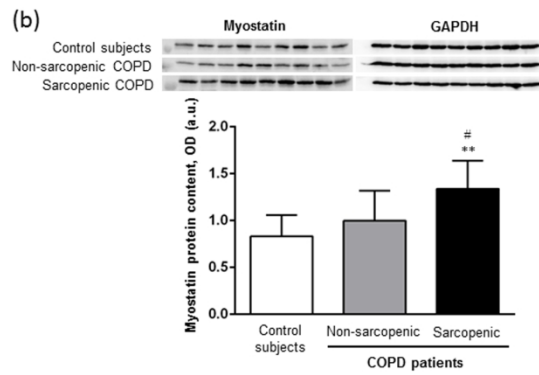 (b)
Myostatin GAPDH
Control subjects
Non-sarcopenic COPD
Sarcopenic COPD
Myostatin protein content, OD (a.u.)
2.0
1.5
1.0
0.5
0.0
#
**
Control subjects
Non-sarcopenic
Sarcopenic
COPD patients